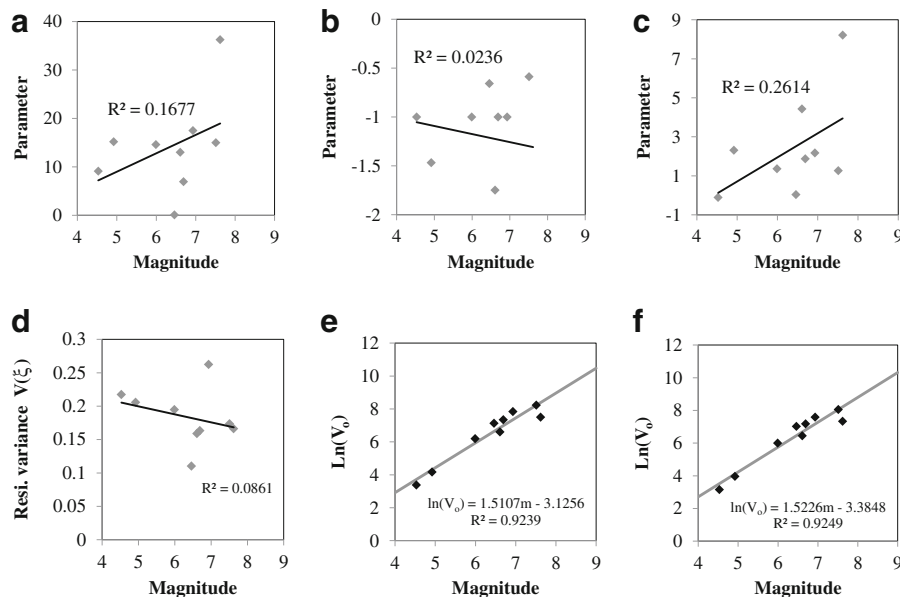 a
40
30
20
10
0
Parameter
R² = 0.1677
4 5 6 7 8 9
Magnitude
b
0
-0.5
-1
-1.5
-2
Parameter
R² = 0.0236
4 5 6 7 8 9
Magnitude
c
9
7
5
3
1
-1
Parameter
R² = 0.2614
4 5 6 7 8 9
Magnitude
d
0.3
0.25
0.2
0.15
0.1
0.05
0
Resi. variance V(ξ)
R² = 0.0861
4 5 6 7 8 9
Magnitude
e
12
10
8
6
4
2
0
Ln(Vₒ)
ln(Vₒ) = 1.5107m - 3.1256
R² = 0.9239
4 5 6 7 8 9
Magnitude
f
12
10
8
6
4
2
0
Ln(Vₒ)
ln(Vₒ) = 1.5226m - 3.3848
R² = 0.9249
4 5 6 7 8 9
Magnitude